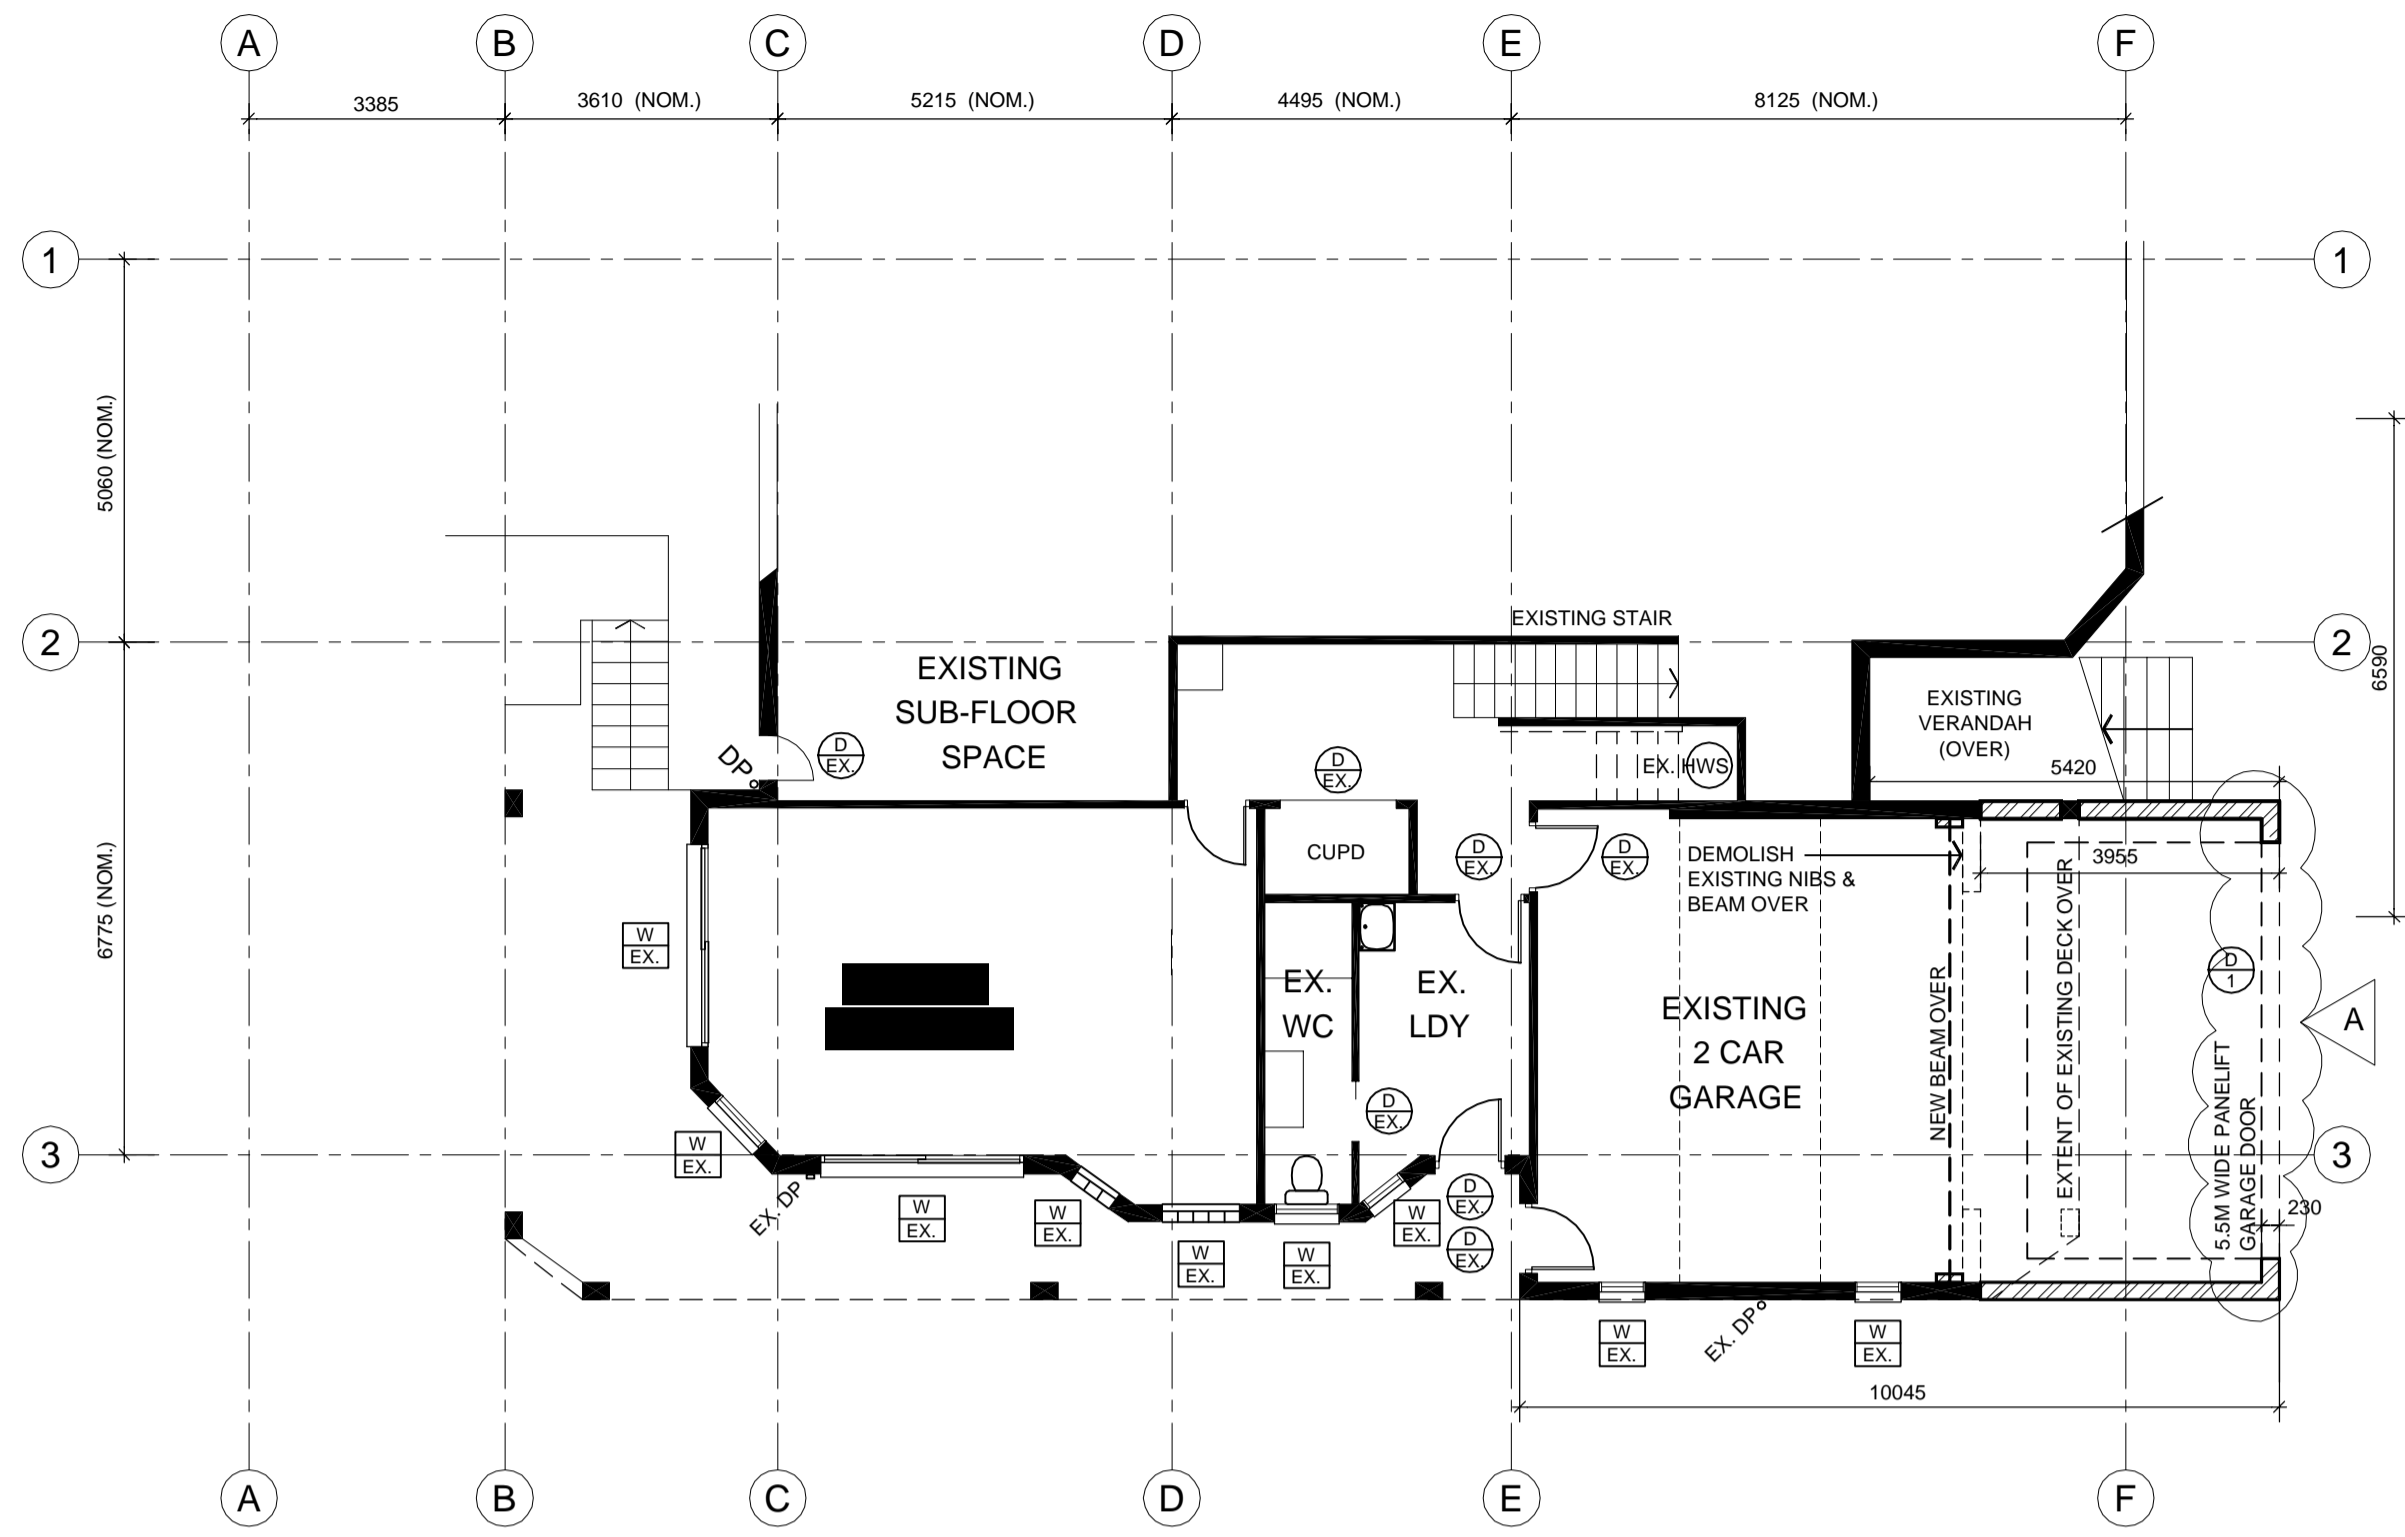 A B C D E F
3385 3610 (NOM.) 5215 (NOM.) 4495 (NOM.) 8125 (NOM.)
1 1
5060 (NOM.)
6590
EXISTING STAIR
2 2
EXISTING
SUB-FLOOR
SPACE
EXISTING
VERANDAH
(OVER)
5420
DP
D
EX.
D
EX.
EX. HWS
6775 (NOM.)
CUPD
D
EX.
D
EX.
DEMOLISH
EXISTING NIBS &
BEAM OVER
3955
W
EX.
EX.
WC
EX.
LDY
EXISTING
2 CAR
GARAGE
NEW BEAM OVER
EXTENT OF EXISTING DECK OVER
D
1
A
5.5M WIDE PANELIFT
GARAGE DOOR
D
EX.
W
EX.
3 3
EX. DP
W
EX.
W
EX.
W
EX.
W
EX.
W
EX.
D
EX.
D
EX.
230
W
EX.
EX. DP
W
EX.
10045
A B C D E F